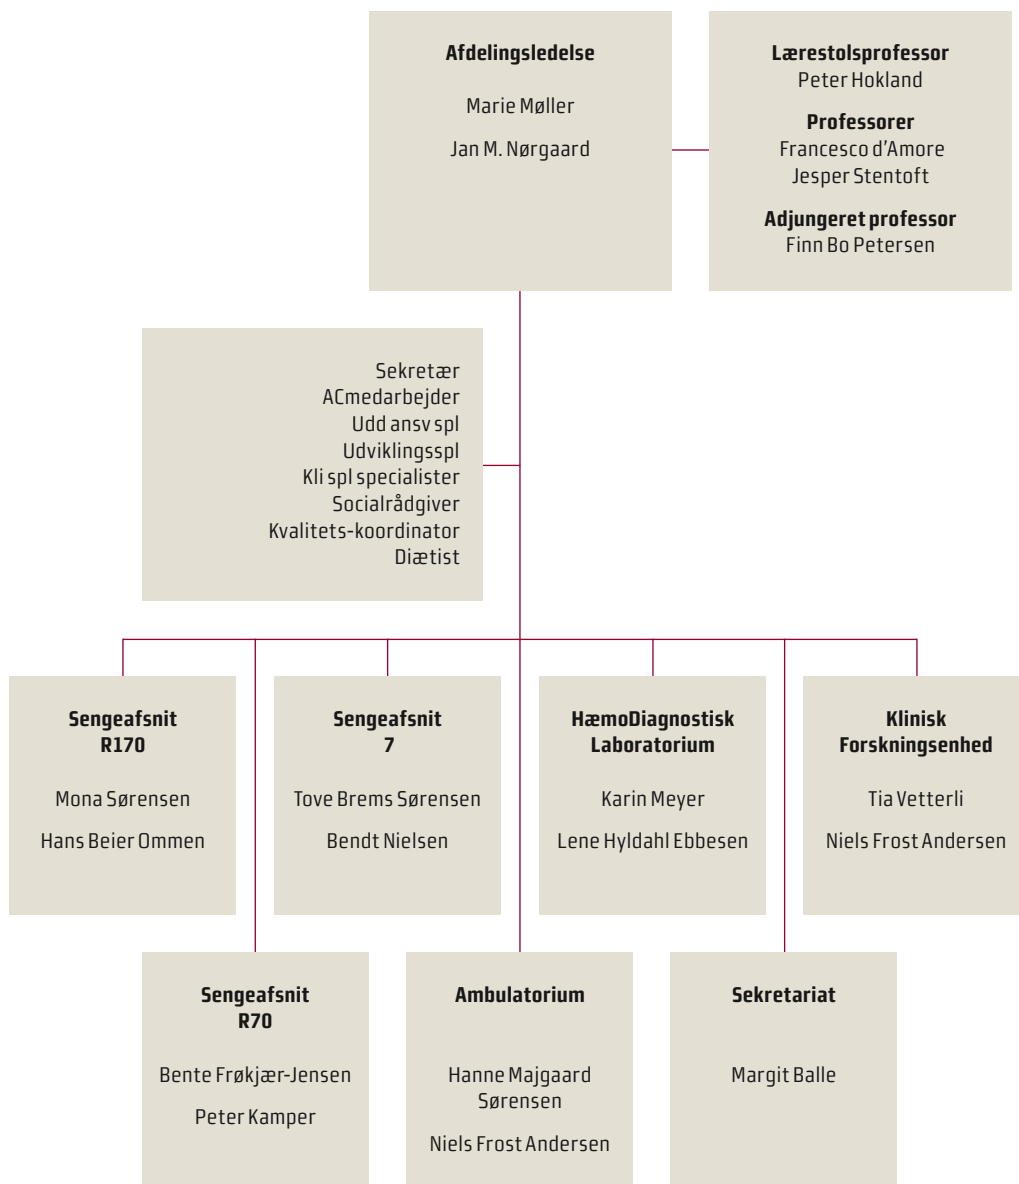 Afdelingsledelse
Marie Møller
Jan M. Nørgaard
Lærestolsprofessor
Peter Hokland
Professorer
Francesco d'Amore
Jesper Stentoft
Adjungeret professor
Finn Bo Petersen
Sekretær
ACmedarbejder
Udd ansv spl
Udviklingsspl
Kli spl specialister
Socialrådgiver
Kvalitets-koordinator
Diætist
Sengeafsnit
R170
Mona Sørensen
Hans Beier Ommen
Sengeafsnit
7
Tove Brems Sørensen
Bendt Nielsen
HæmoDiagnostisk
Laboratorium
Karin Meyer
Lene Hyldahl Ebbesen
Klinisk
Forskningsenhed
Tia Vetterli
Niels Frost Andersen
Sengeafsnit
R70
Bente Frøkjær-Jensen
Peter Kamper
Ambulatorium
Hanne Majgaard
Sørensen
Niels Frost Andersen
Sekretariat
Margit Balle